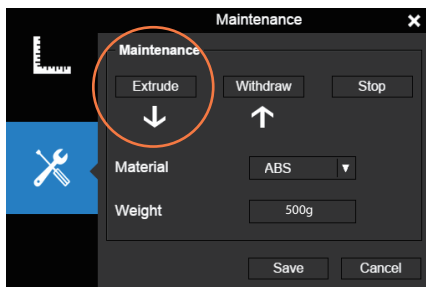 Maintenance
Maintenance
Extrude Withdraw Stop
Material ABS
Weight 500g
Save Cancel